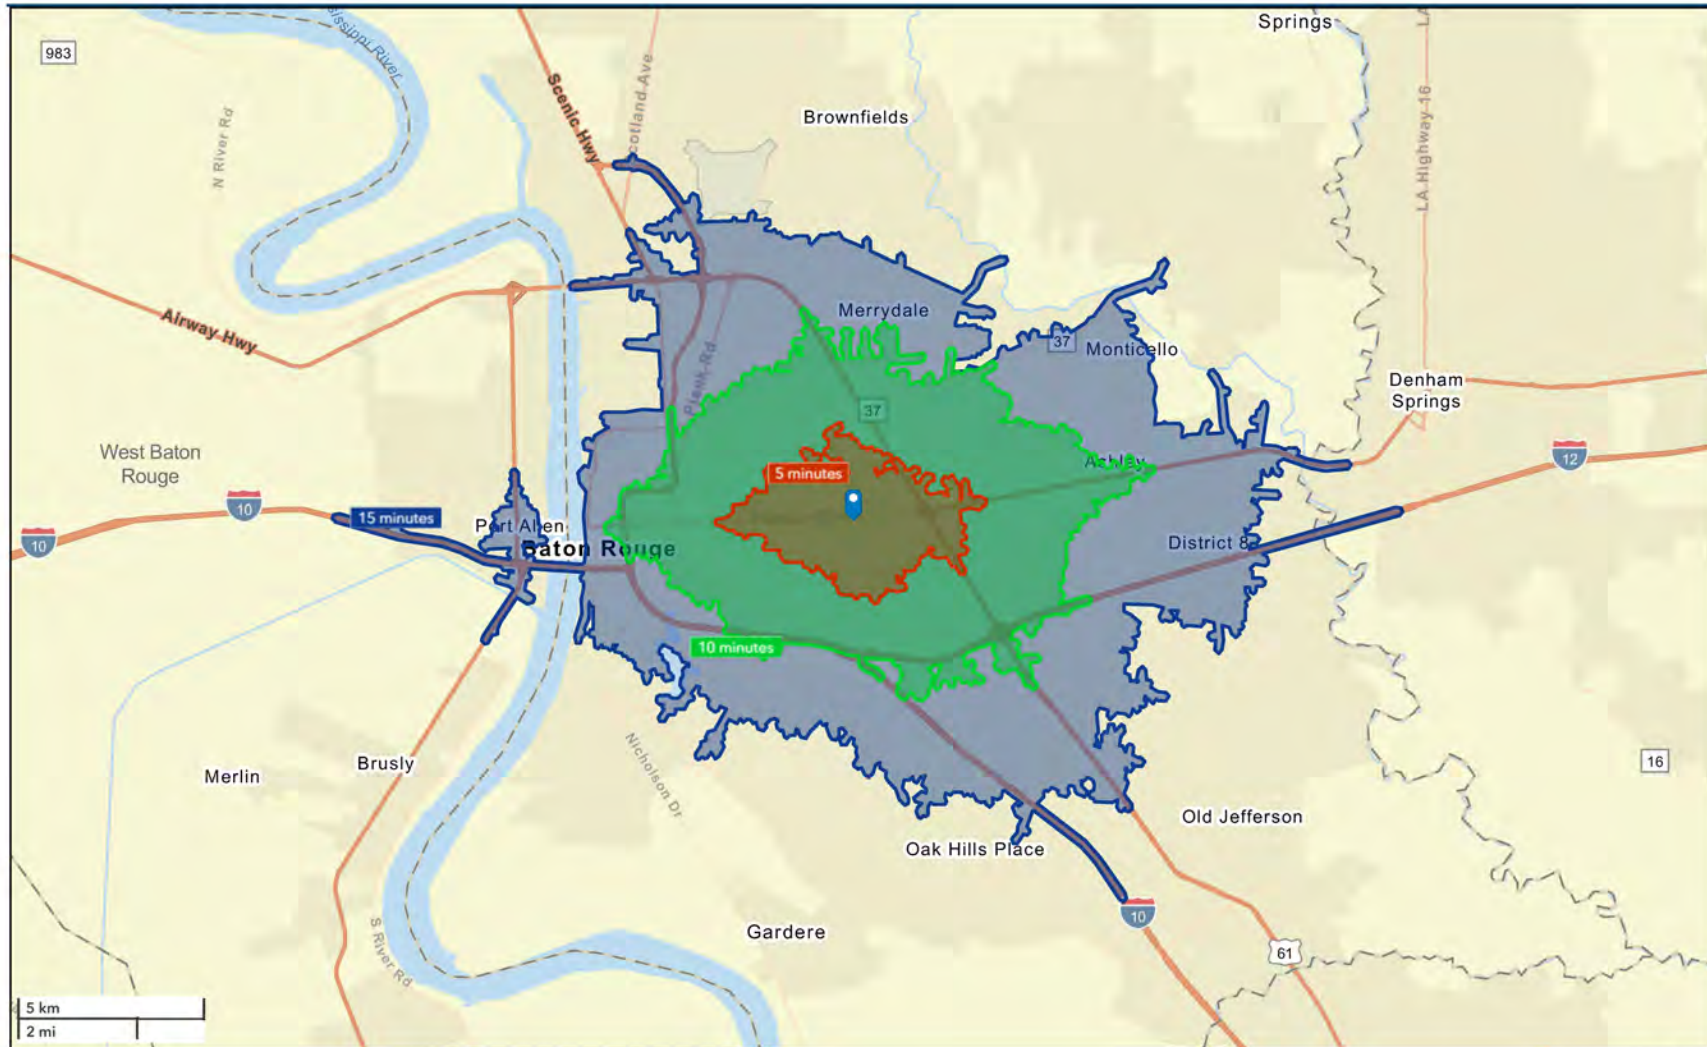 Springs
983
ssissippi River
Scenic Hwy
cotland Ave
LA
LA Highway 16
Brownfields
N River Rd
Merrydale
37
Monticello
Airway Hwy
Plank Rd
Denham
Springs
37
West Baton
Rouge
Ashley
12
5 minutes
10
15 minutes
Port Allen
10
Baton Rouge
District 8
10 minutes
Nicholson Dr
Brusly
Merlin
16
Old Jefferson
Oak Hills Place
10
Gardere
S River Rd
61
5 km
2 mi